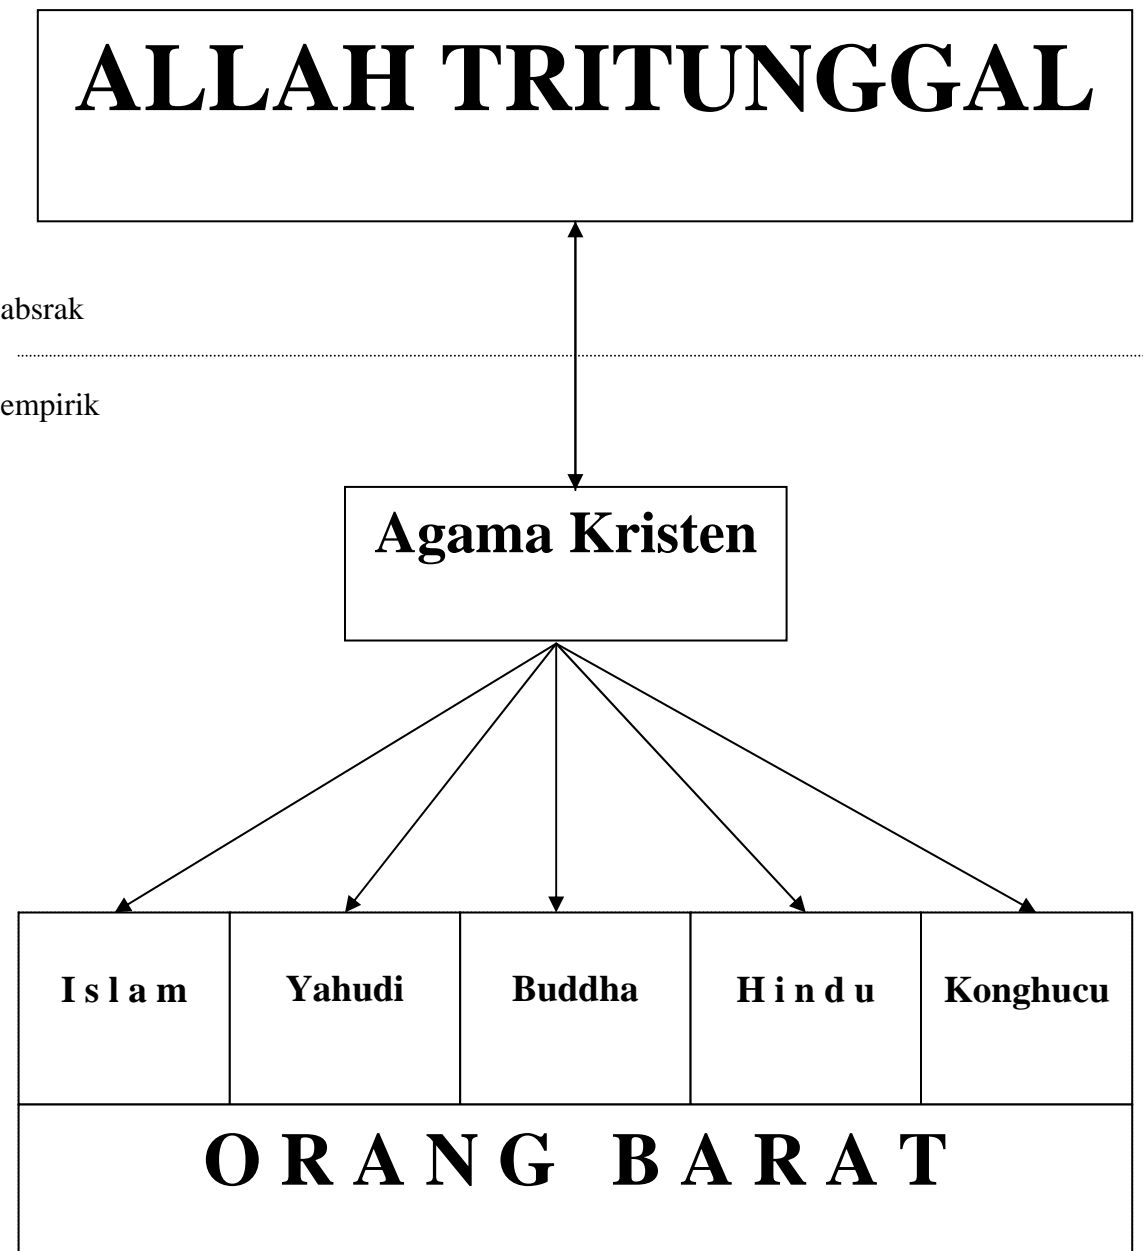 ALLAH TRITUNGGAL
absrak
empirik
Agama Kristen
I s l a m Yahudi Buddha H i n d u Konghucu
O R A N G B A R A T